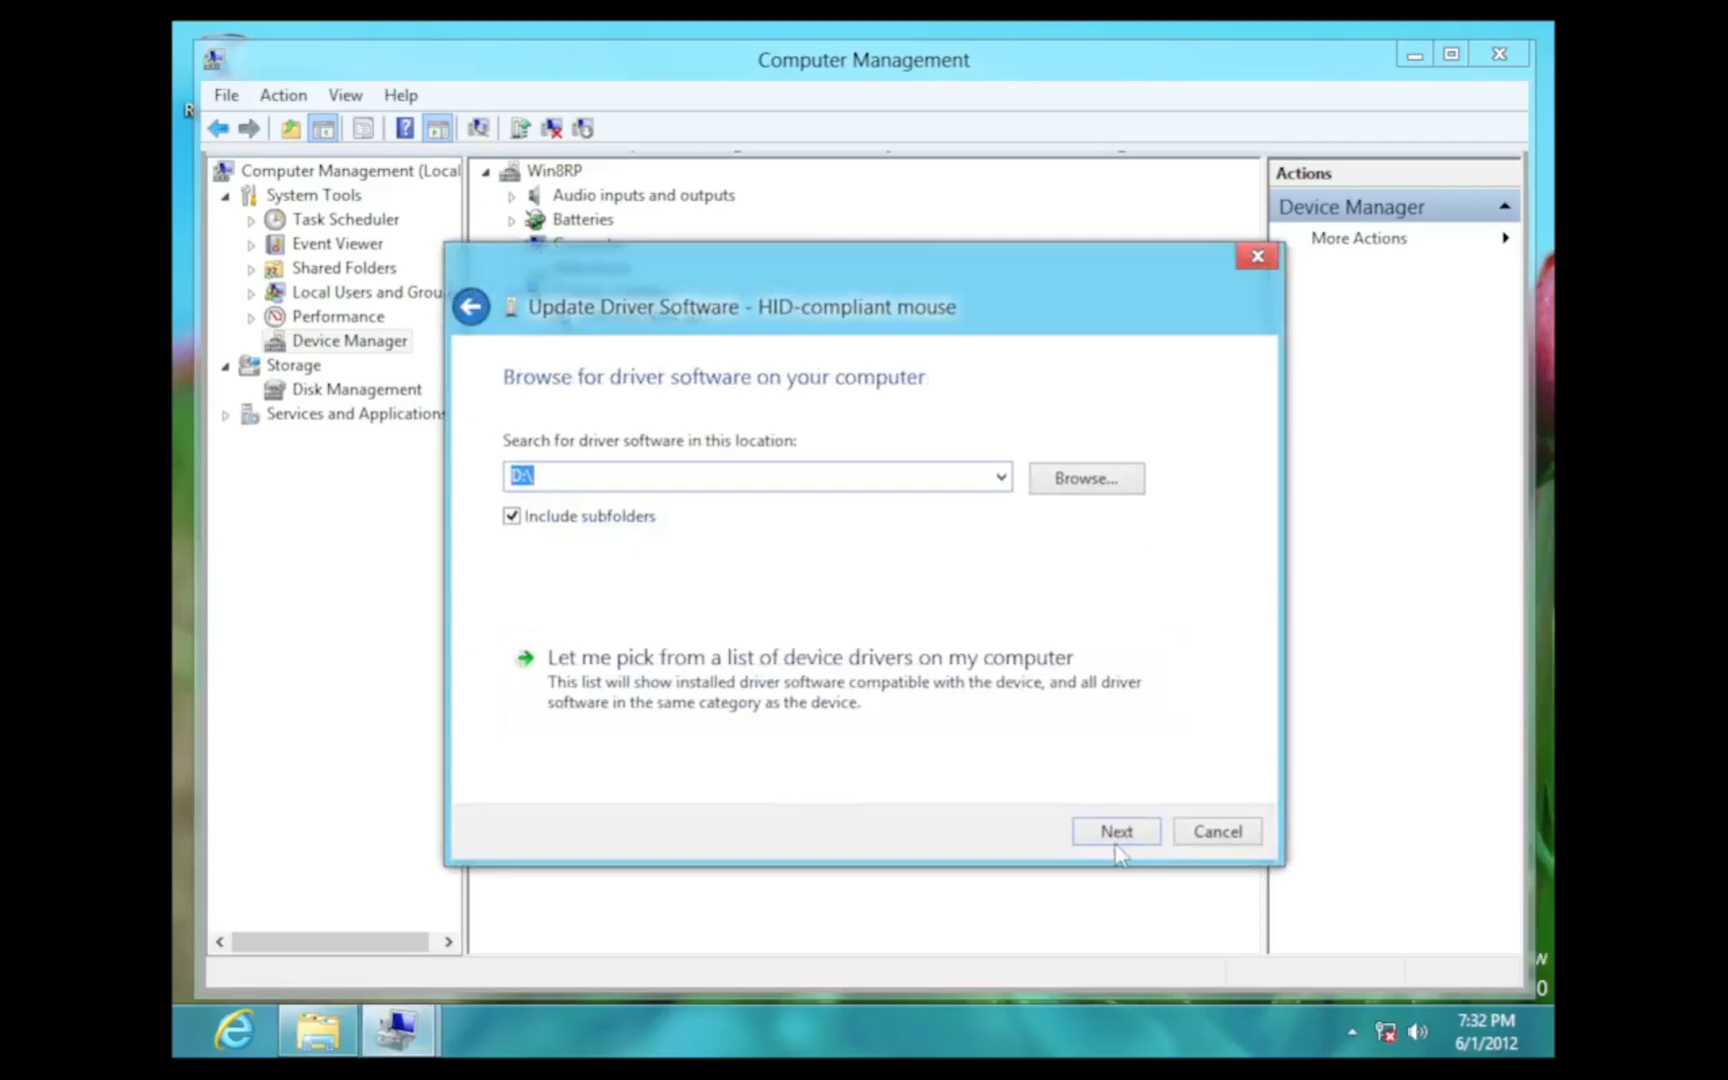 Computer Management
File Action View Help
R
Computer Management (Local
System Tools
Task Scheduler
Event Viewer
Shared Folders
Local Users and Grou
Performance
Device Manager
Storage
Disk Management
Services and Applications
Win8RP
Audio inputs and outputs
Batteries
Actions
Device Manager
More Actions
Update Driver Software - HID-compliant mouse
Browse for driver software on your computer
Search for driver software in this location:
D:\
Browse...
Include subfolders
Let me pick from a list of device drivers on my computer
This list will show installed driver software compatible with the device, and all driver
software in the same category as the device.
Next
Cancel
W
0
7:32 PM
6/1/2012